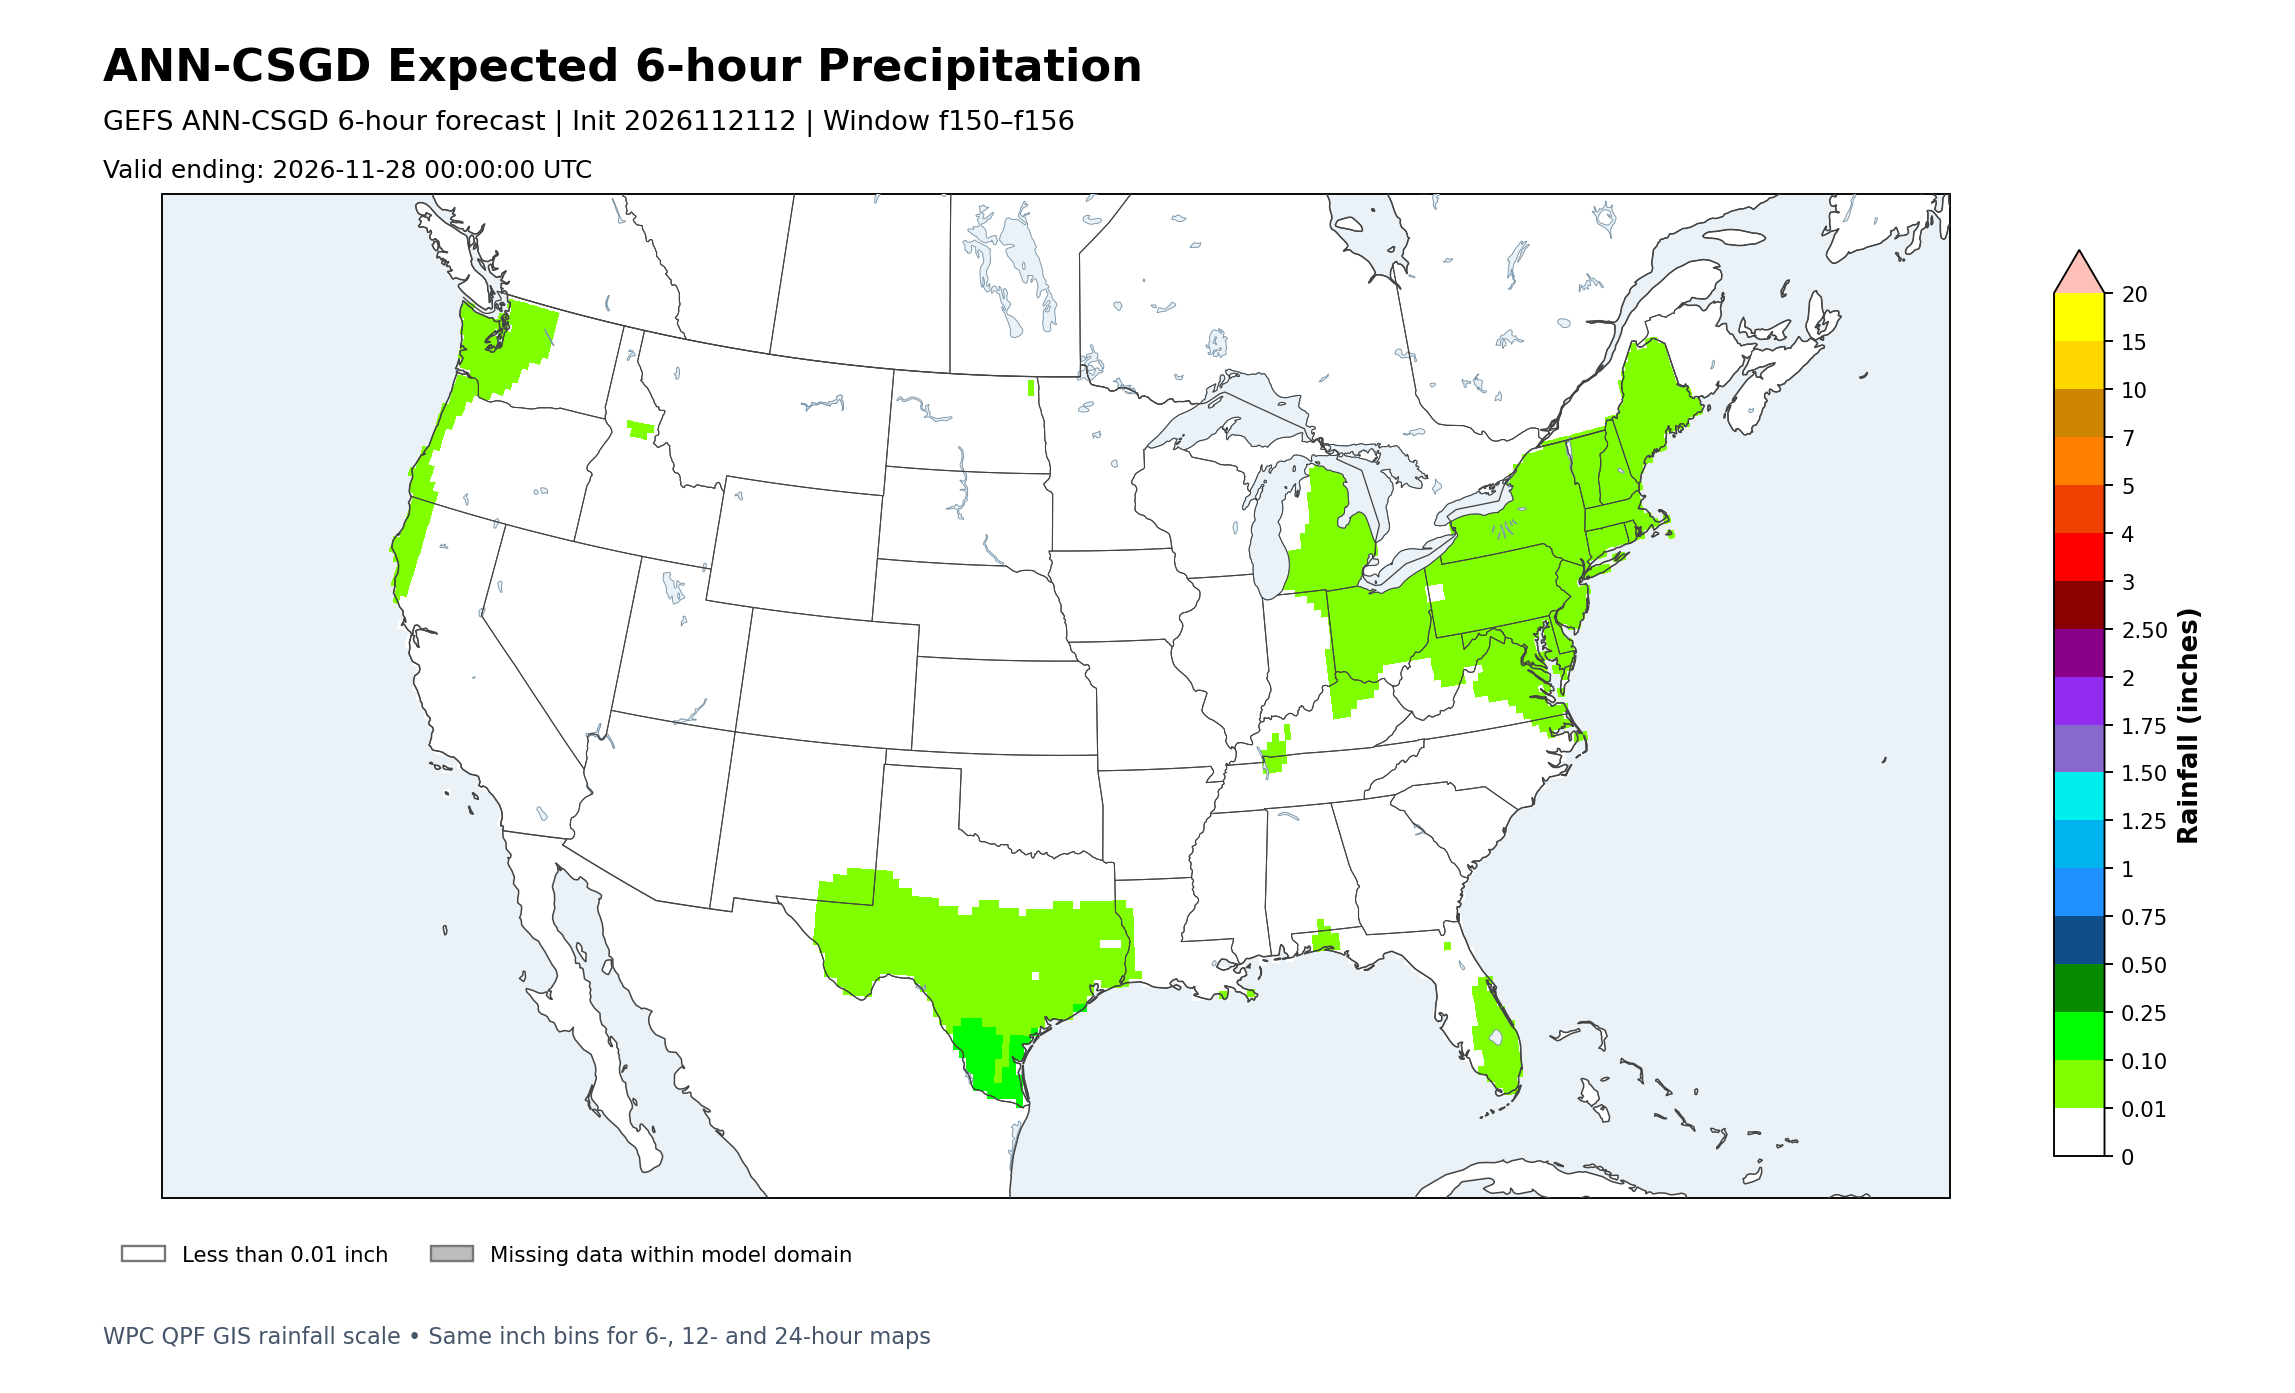 ANN-CSGD Expected 6-hour Precipitation
GEFS ANN-CSGD 6-hour forecast | Init 2026112112 | Window f150–f156
Valid ending: 2026-11-28 00:00:00 UTC
20
15
10
7
5
4
3
2.50
2
1.75
1.50
1.25
1
0.75
0.50
0.25
0.10
0.01
0
Rainfall (inches)
Less than 0.01 inch
Missing data within model domain
WPC QPF GIS rainfall scale • Same inch bins for 6-, 12- and 24-hour maps